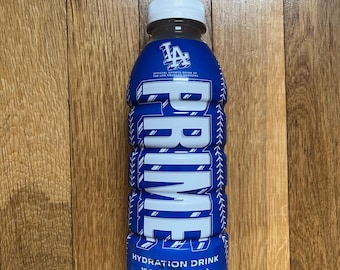 LA
OFFICIAL SPORTS DRINK OF
THE LOS ANGELES DODGERS
PRIME
HYDRATION DRINK